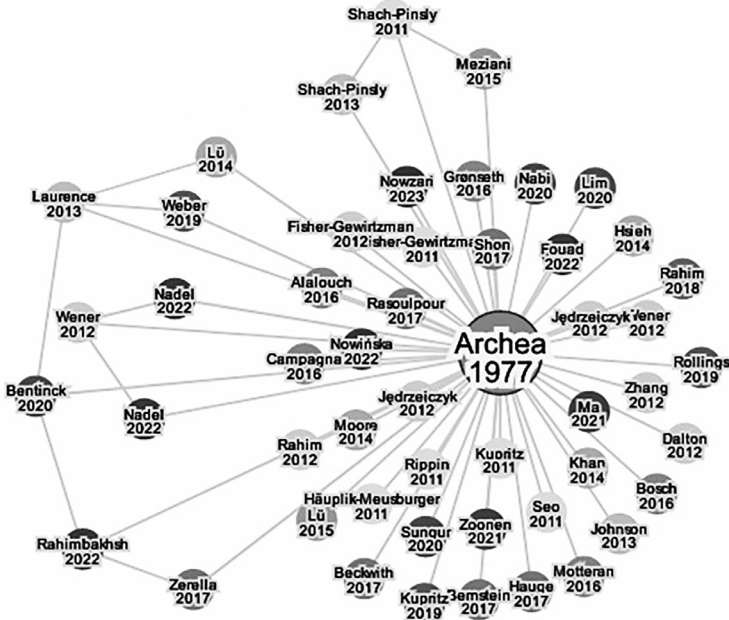 Shach-Pinsly
2011
Meziani
2015
Shach-Pinsly
2013
Lü
2014
Laurence
2013
Weber
2019
Nowzari
2023
Grønseth
2016
Nabi
2020
Lim
2020
Fisher-Gewirtzman
2012
2011
Shon
2017
Fouad
2022
Hsieh
2014
Rahim
2018
Alalouch
2016
Rasoulpour
2017
Nadel
2022
Wener
2012
Jędrzejczyk
2012
2012
Archea
1977
Nowińska
2022
Campagna
2016
Rollings
2019
Bentinck
2020
Nadel
2022
Jędrzejczyk
2012
Zhang
2012
Ma
2021
Moore
2014
Rahim
2012
Dalton
2012
Kuoritz
2011
Rippin
2011
Khan
2014
Bosch
2016
Häuplik-Meusburger
2011
Lü
2015
Seo
2011
Johnson
2013
Sungur
2020
Zoonen
2021
Rahimbakhsh
2022
Zerella
2017
Beckwith
2017
Kupritz
2019
Bernstein
2017
Hauge
2017
Motteran
2016